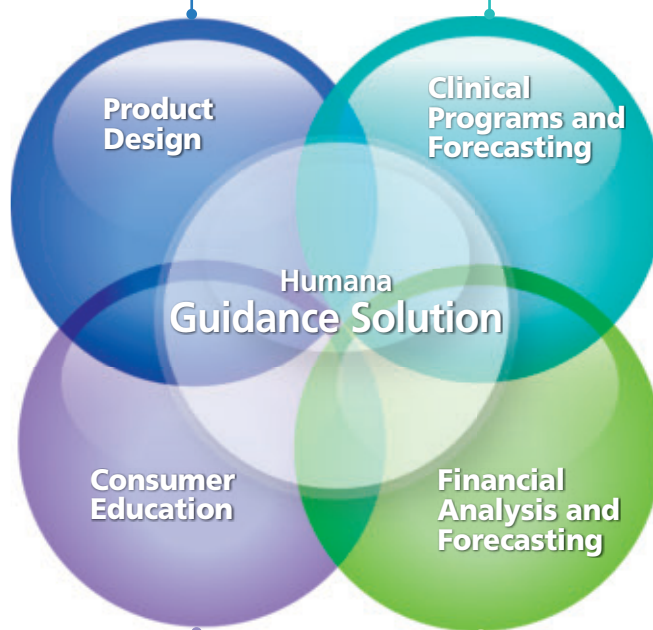 Product
Design
Clinical
Programs and
Forecasting
Humana
Guidance Solution
Consumer
Education
Financial
Analysis and
Forecasting